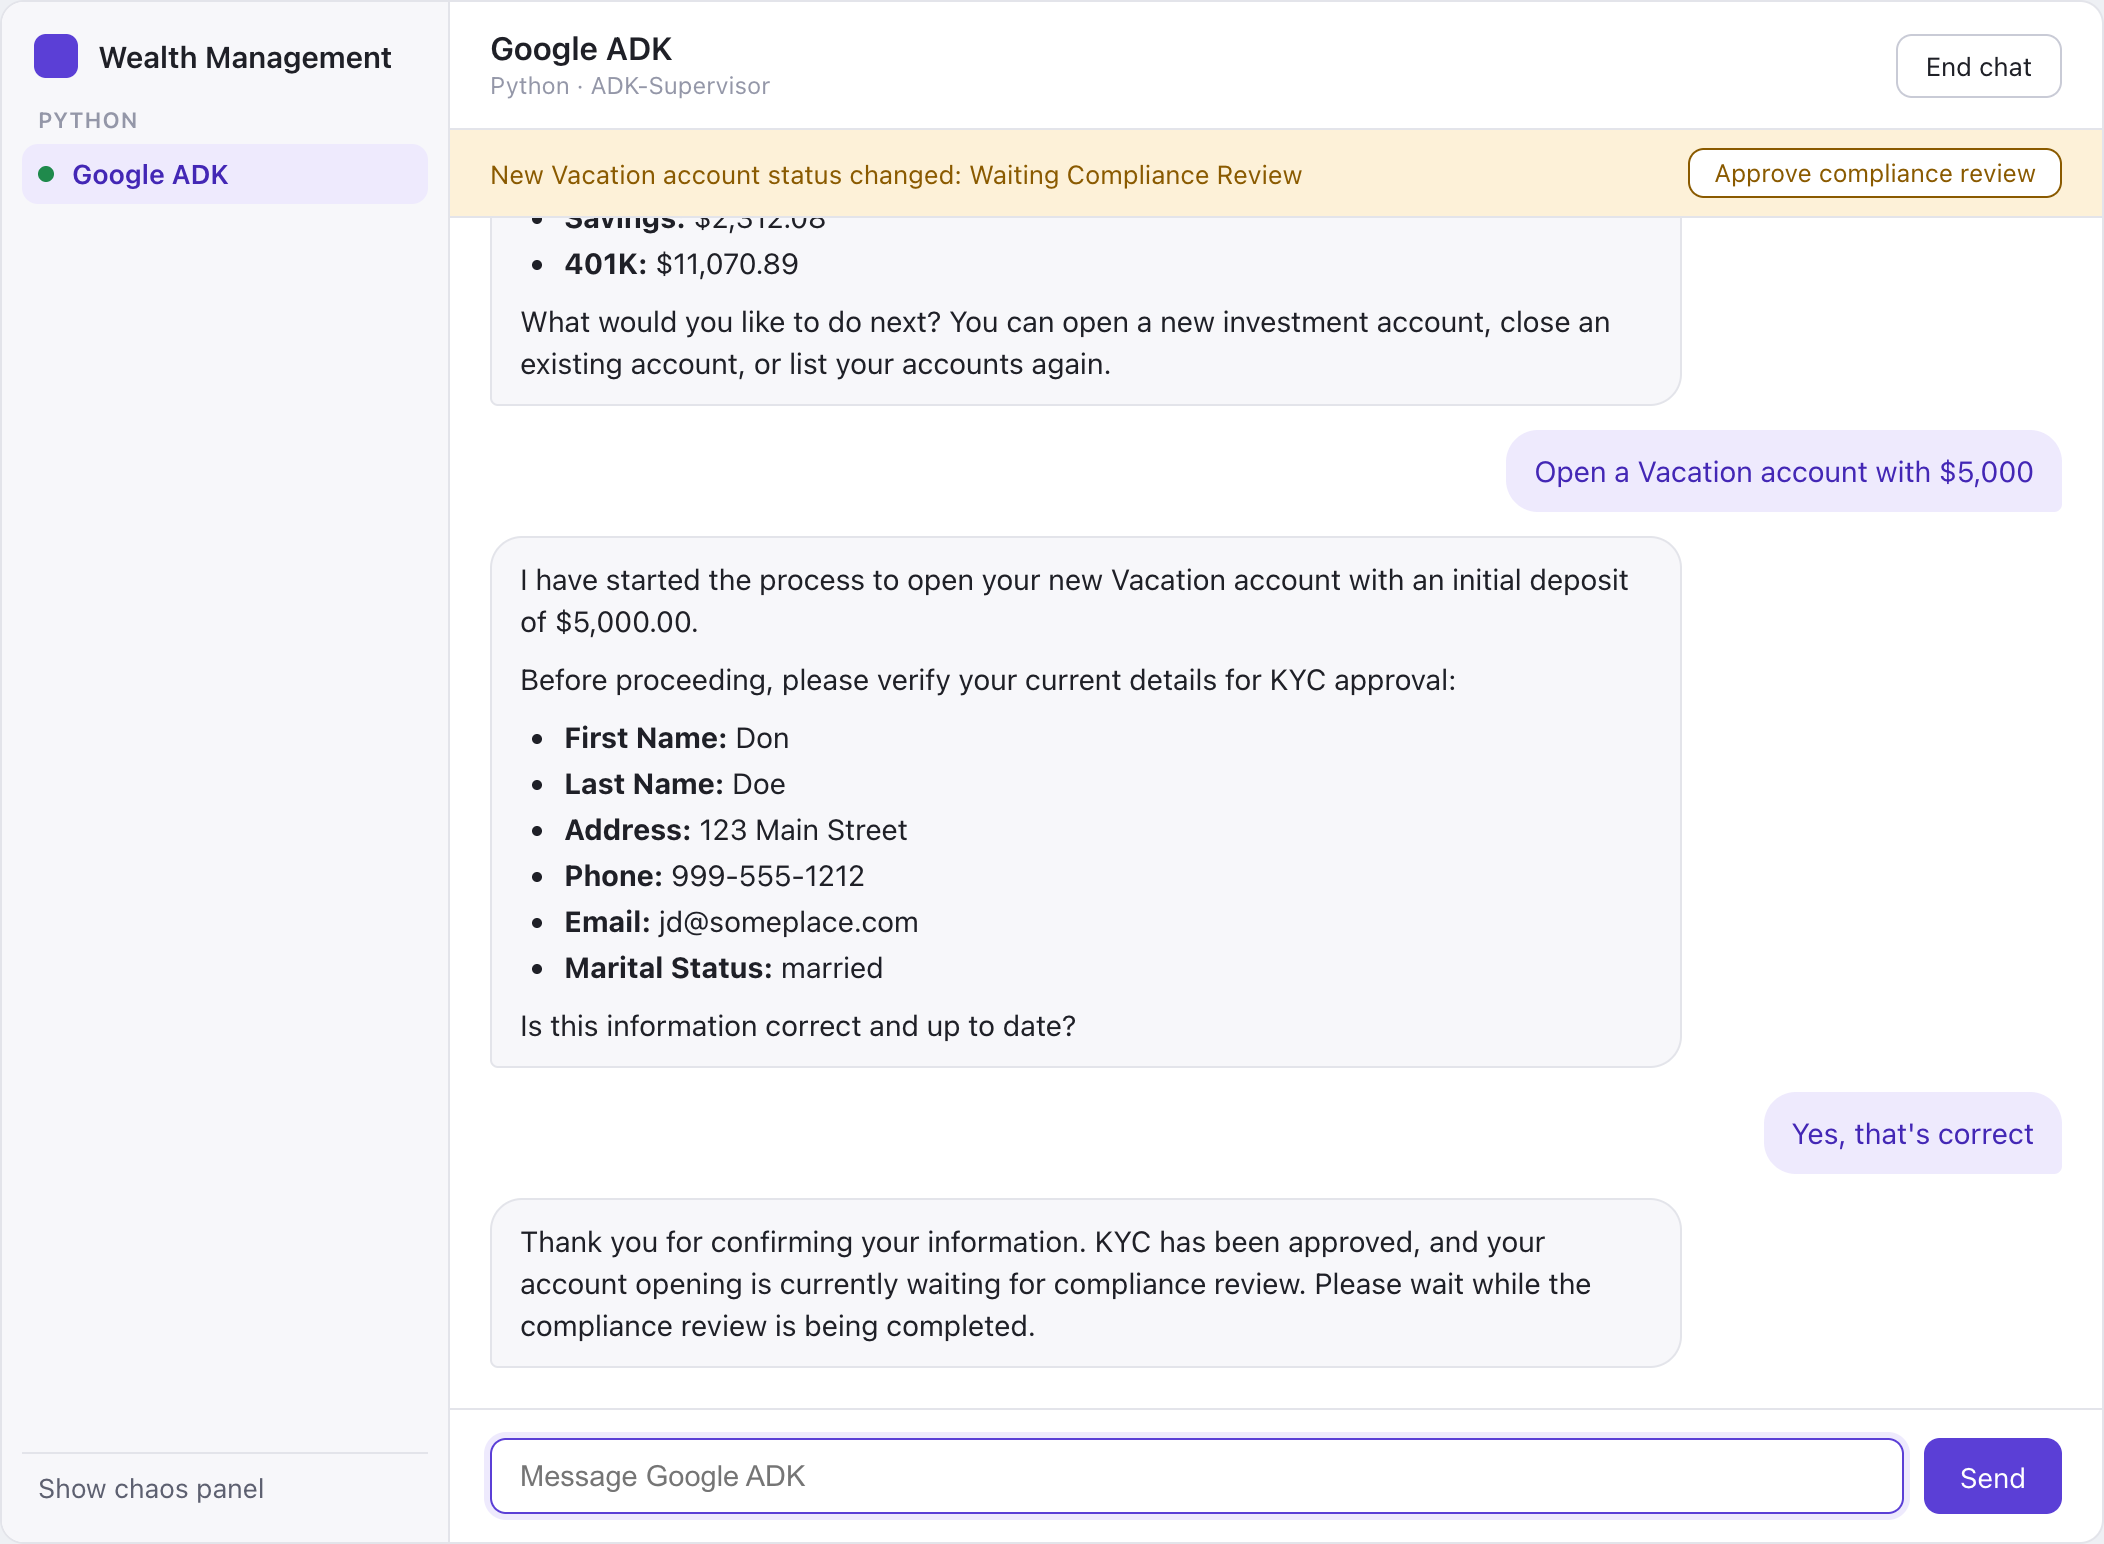 Wealth Management
PYTHON
Google ADK
Show chaos panel
Google ADK
Python · ADK-Supervisor
End chat
New Vacation account status changed: Waiting Compliance Review
Approve compliance review
• Savings: $2,312.08
• 401K: $11,070.89
What would you like to do next? You can open a new investment account, close an
existing account, or list your accounts again.
Open a Vacation account with $5,000
I have started the process to open your new Vacation account with an initial deposit
of $5,000.00.
Before proceeding, please verify your current details for KYC approval:
• First Name: Don
• Last Name: Doe
• Address: 123 Main Street
• Phone: 999-555-1212
• Email: jd@someplace.com
• Marital Status: married
Is this information correct and up to date?
Yes, that's correct
Thank you for confirming your information. KYC has been approved, and your
account opening is currently waiting for compliance review. Please wait while the
compliance review is being completed.
Message Google ADK
Send